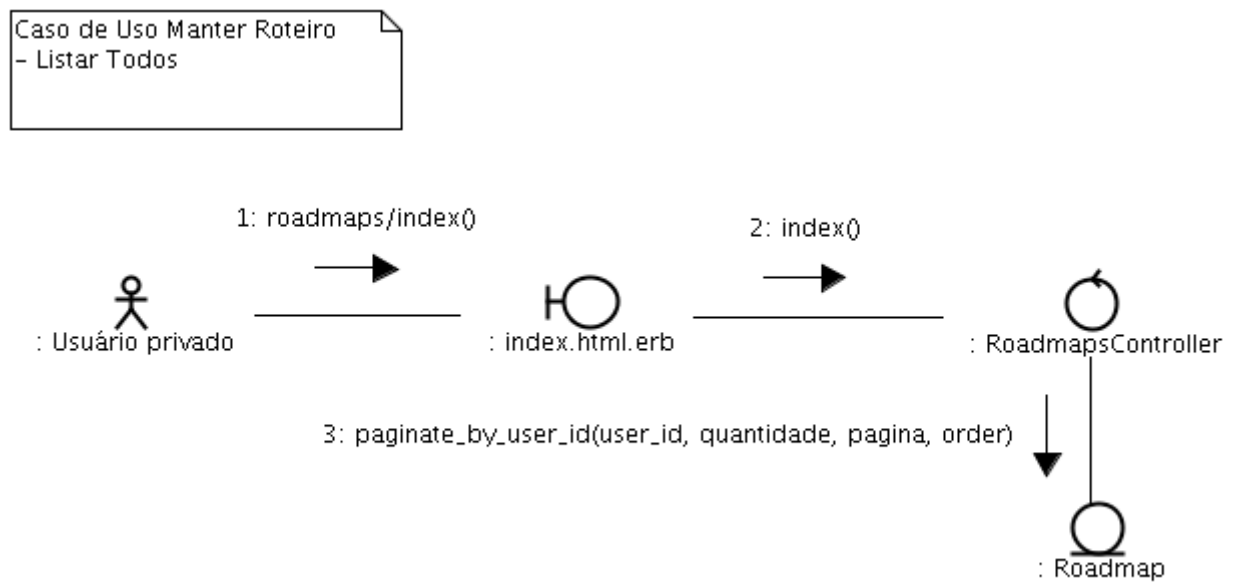 Caso de Uso Manter Roteiro
– Listar Todos
1: roadmaps/index()
2: index()
: Usuário privado
: index.html.erb
: RoadmapsController
3: paginate_by_user_id(user_id, quantidade, pagina, order)
: Roadmap